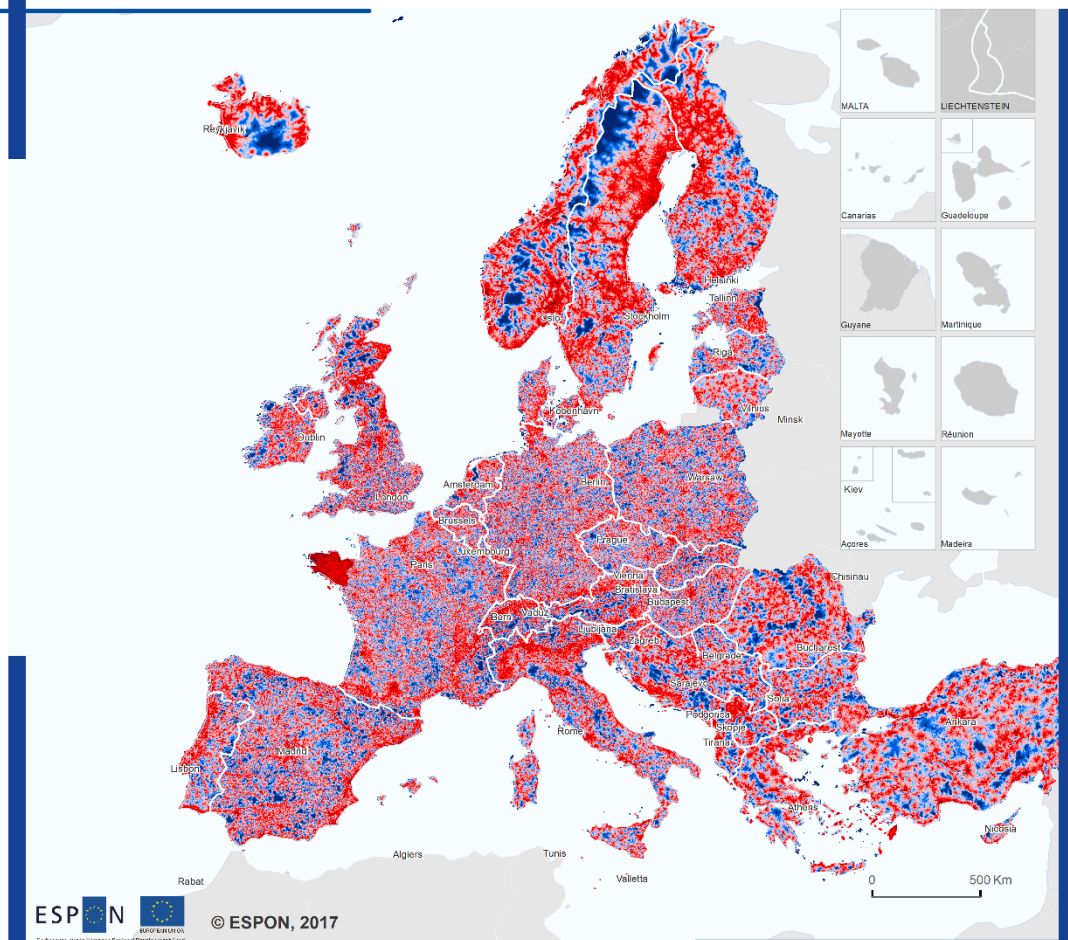 MALTA
LIECHTENSTEIN
Reykjavik
Canarias
Guadeloupe
Helsinki
Tallinn
Oslo
Stockholm
Guyane
Martinique
Riga
København
Vilnius
Minsk
Dublin
Mayotte
Réunion
London
Amsterdam
Berlin
Warsaw
Brussels
Kiev
Prague
Luxembourg
Paris
Açores
Madeira
Vienna
Chisinau
Bratislava
Budapest
Bern
Vaduz
Ljubljana
Zagreb
Bucharest
Belgrade
Sarajevo
Sofia
Podgorica
Skopje
Ankara
Rome
Tirana
Madrid
Lisbon
Athens
Nicosia
Algiers
Tunis
Valletta
Rabat
0 500 Km
ESPON
EUROPEAN UNION
© ESPON, 2017